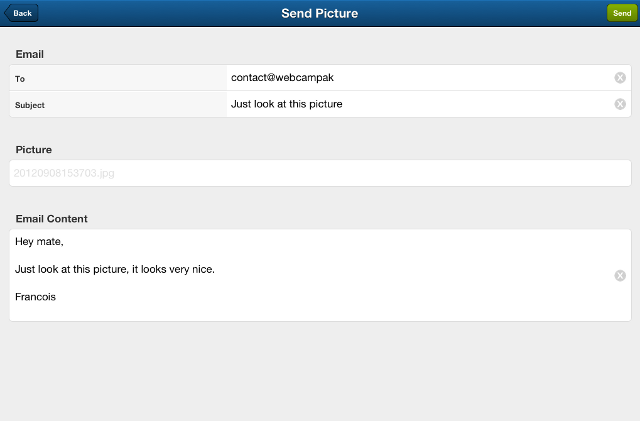 Back
Send Picture
Send
Email
To
contact@webcampak
Subject
Just look at this picture
Picture
20120908153703.jpg
Email Content
Hey mate,
Just look at this picture, it looks very nice.
Francois